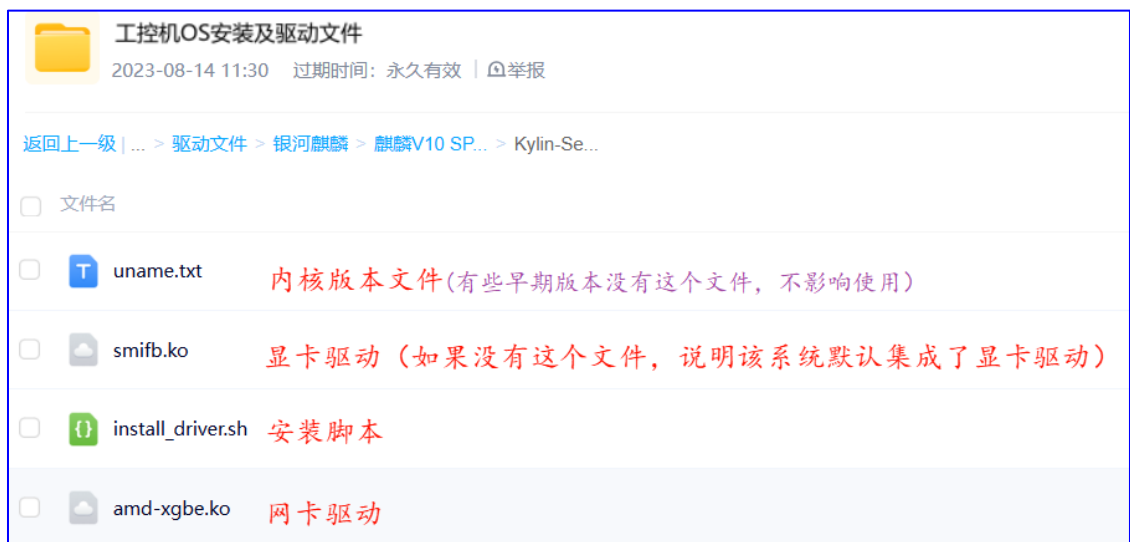 工控机OS安装及驱动文件
2023-08-14 11:30 过期时间：永久有效 举报
返回上一级 | ... > 驱动文件 > 银河麒麟 > 麒麟V10 SP... > Kylin-Se...
文件名
uname.txt 内核版本文件(有些早期版本没有这个文件，不影响使用)
smifb.ko 显卡驱动（如果没有这个文件，说明该系统默认集成了显卡驱动）
install_driver.sh 安装脚本
amd-xgbe.ko 网卡驱动